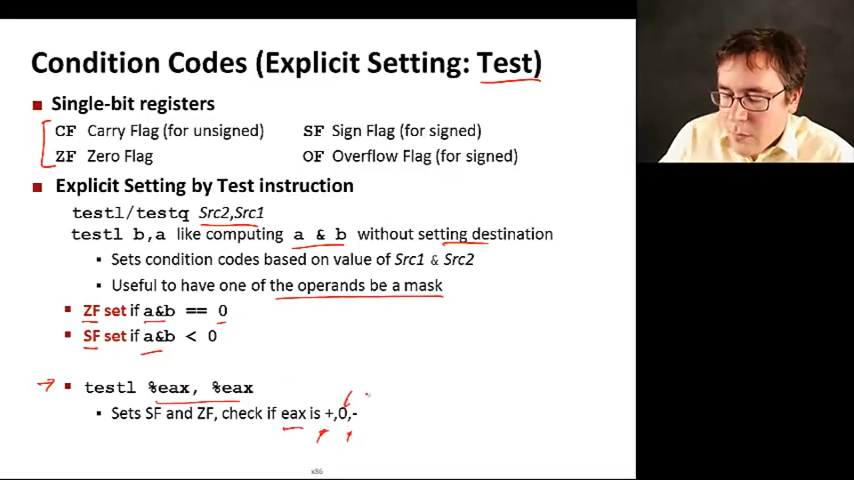 Condition Codes (Explicit Setting: Test)
Single-bit registers
CF Carry Flag (for unsigned) SF Sign Flag (for signed)
ZF Zero Flag OF Overflow Flag (for signed)
Explicit Setting by Test instruction
testl/testq Src2,Src1
testl b,a like computing a & b without setting destination
Sets condition codes based on value of Src1 & Src2
Useful to have one of the operands be a mask
ZF set if a&b == 0
SF set if a&b < 0
testl %eax, %eax
Sets SF and ZF, check if eax is +,0,-
x86